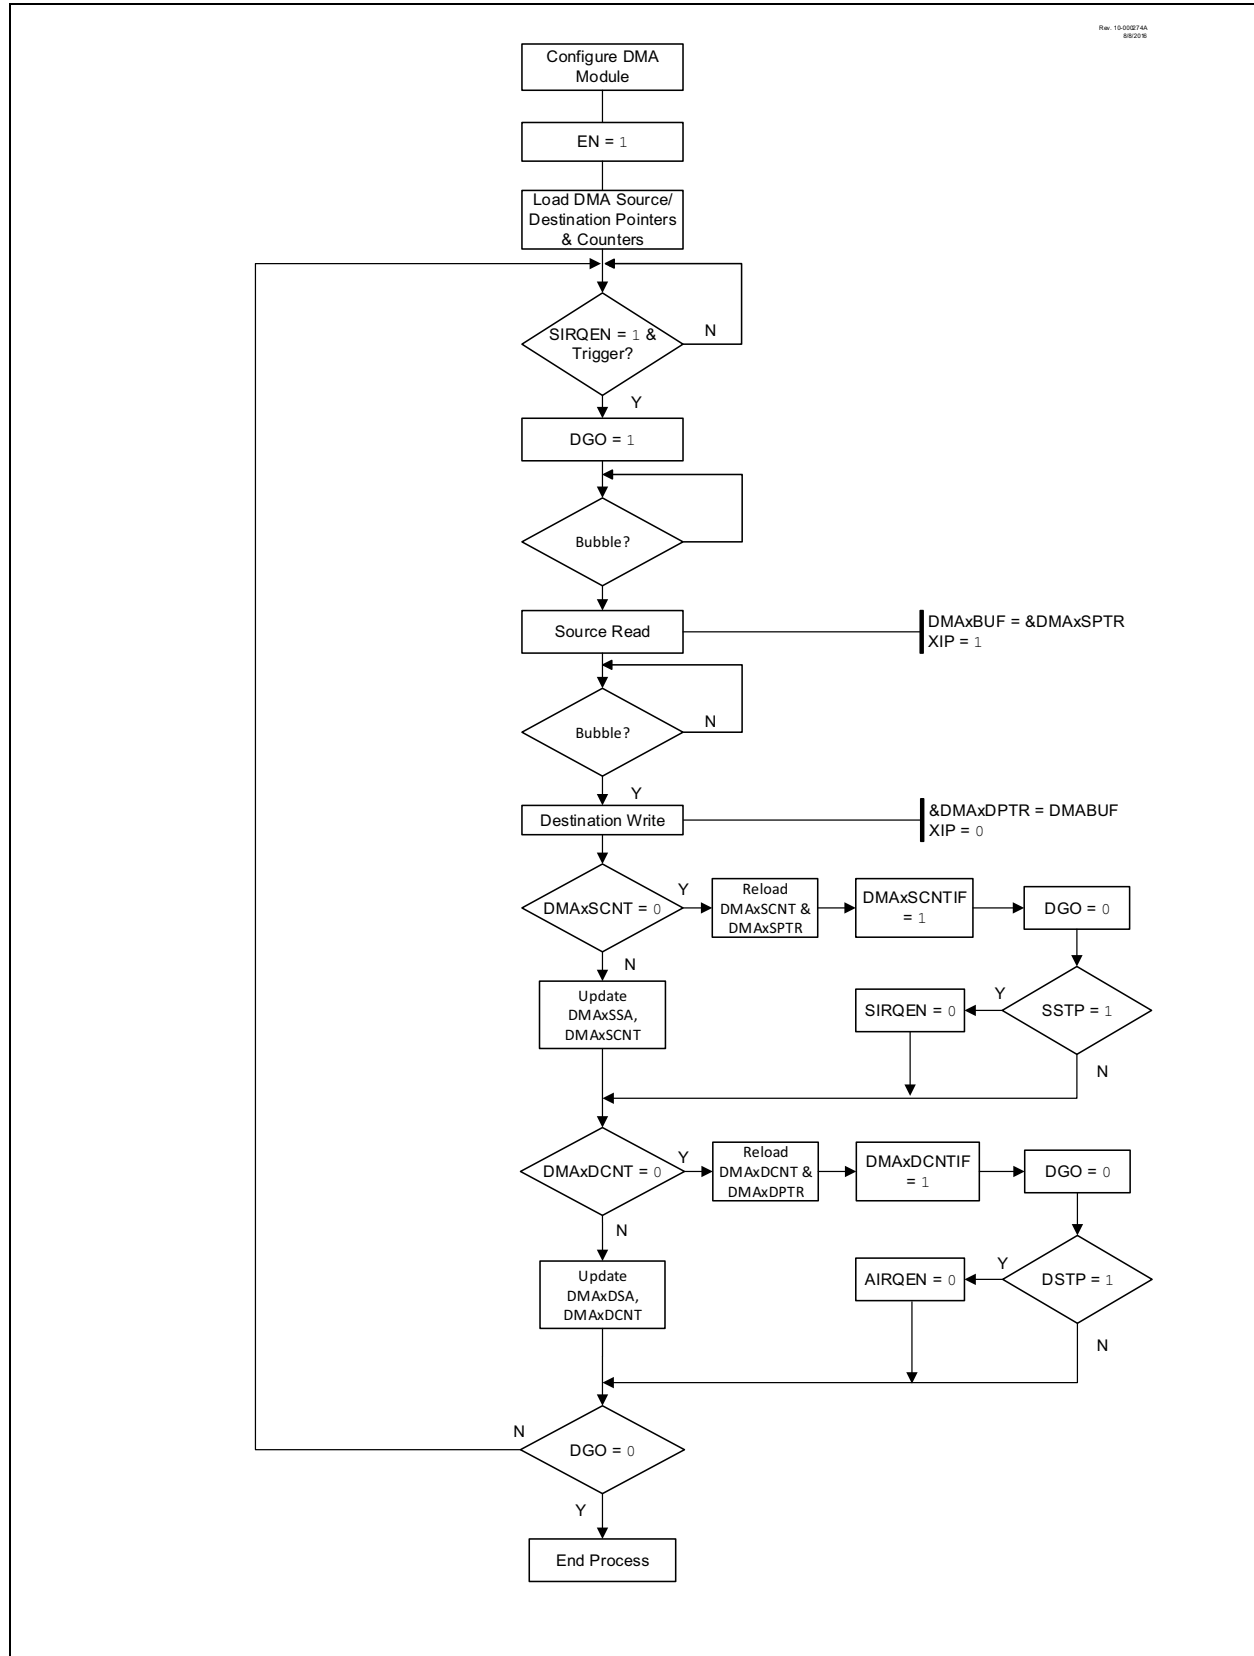 Rev. 10-000274A
8/8/2016
Configure DMA
Module
EN = 1
Load DMA Source/
Destination Pointers
& Counters
SIRQEN = 1 &
Trigger?
N
Y
DGO = 1
Bubble?
Source Read
DMAxBUF = &DMAxSPTR
XIP = 1
Bubble?
N
Y
Destination Write
&DMAxDPTR = DMABUF
XIP = 0
DMAxSCNT = 0
Y
Reload
DMAxSCNT &
DMAxSPTR
DMAxSCNTIF
= 1
DGO = 0
N
Update
DMAxSSA,
DMAxSCNT
SIRQEN = 0
Y
SSTP = 1
N
DMAxDCNT = 0
Y
Reload
DMAxDCNT &
DMAxDPTR
DMAxDCNTIF
= 1
DGO = 0
N
Update
DMAxDSA,
DMAxDCNT
AIRQEN = 0
Y
DSTP = 1
N
N
DGO = 0
Y
End Process